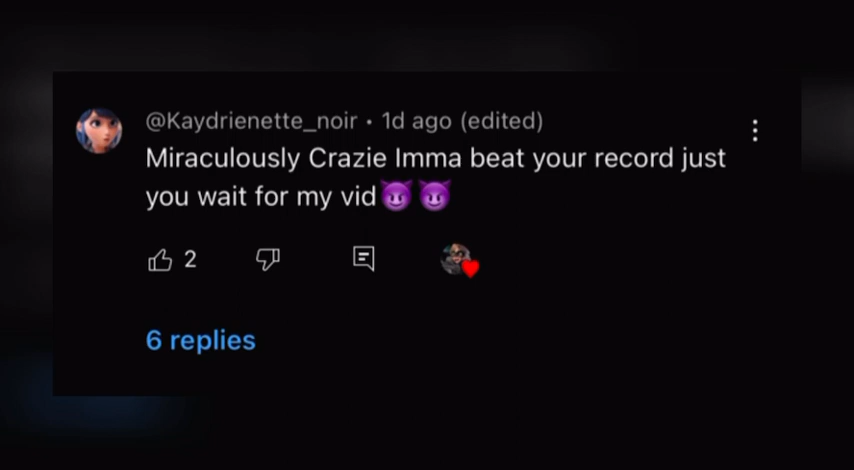 @Kaydrienette_noir • 1d ago (edited)
Miraculously Crazie Imma beat your record just
you wait for my vid😈😈
2
6 replies